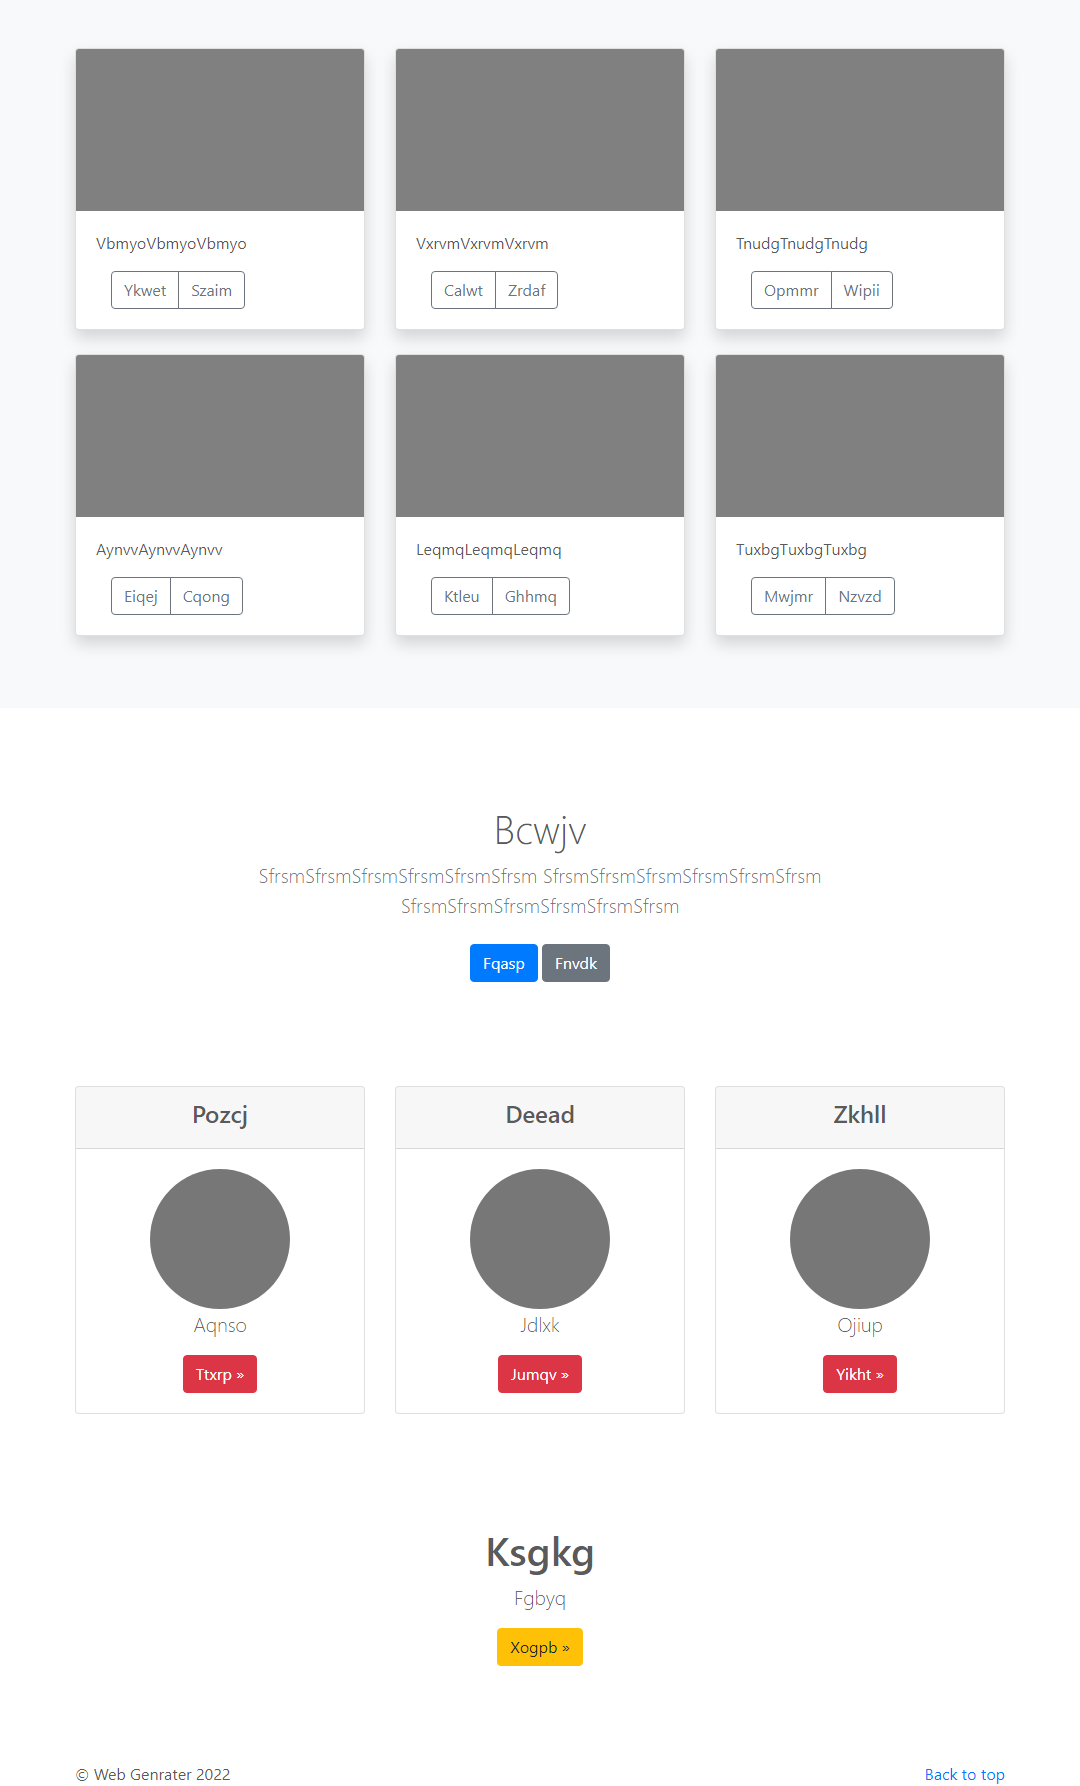 VbmyoVbmyoVbmyo
Ykwet Szaim
VxrvmVxrvmVxrvm
Calwt Zrdaf
TnudgTnudgTnudg
Opmmr Wipii
AynvvAynvvAynvv
Eiqej Cqong
LeqmqLeqmqLeqmq
Ktleu Ghhmq
TuxbgTuxbgTuxbg
Mwjmr Nzvzd
Bcwjv
SfrsmSfrsmSfrsmSfrsmSfrsmSfrsm SfrsmSfrsmSfrsmSfrsmSfrsmSfrsm
SfrsmSfrsmSfrsmSfrsmSfrsmSfrsm
Fqasp Fnvdk
Pozcj
Aqnso
Ttxrp »
Deead
Jdlxk
Jumqv »
Zkhll
Ojiup
Yikht »
Ksgkg
Fgbyq
Xogpb »
© Web Genrater 2022
Back to top